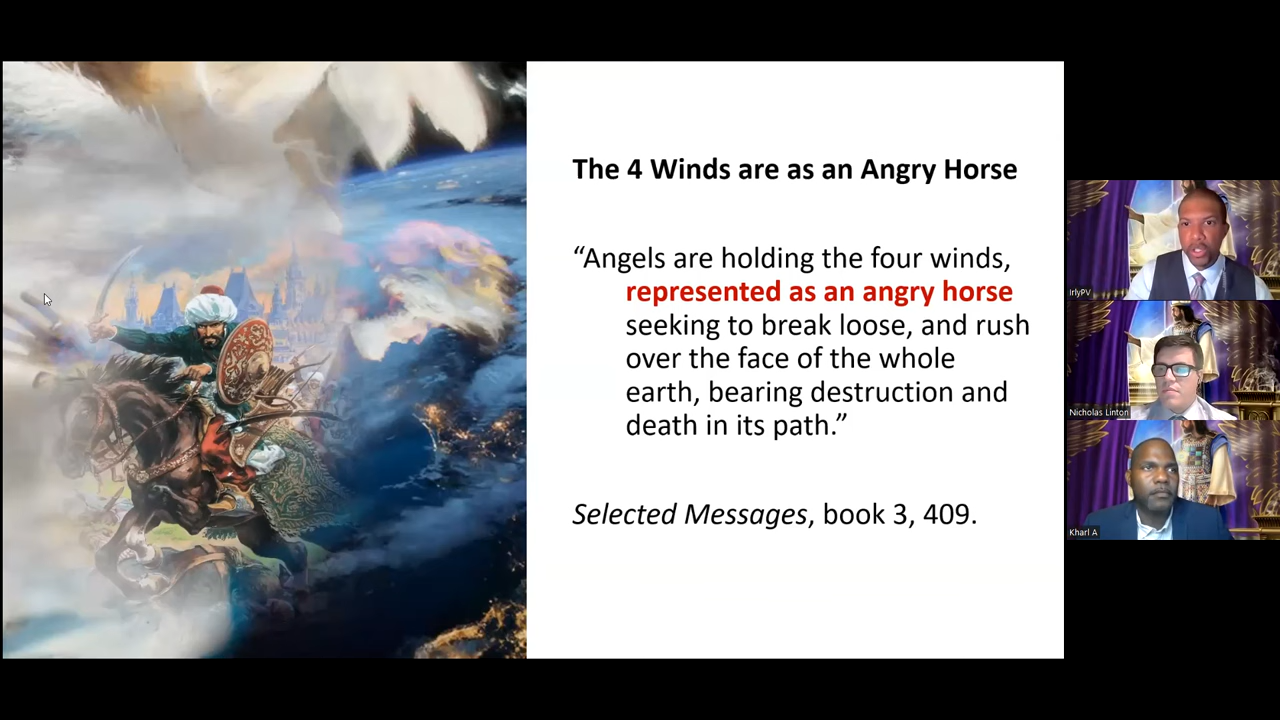 The 4 Winds are as an Angry Horse
“Angels are holding the four winds,
represented as an angry horse
seeking to break loose, and rush
over the face of the whole
earth, bearing destruction and
death in its path.”
Selected Messages, book 3, 409.
IrlyPV
Nicholas Linton
Kharl A